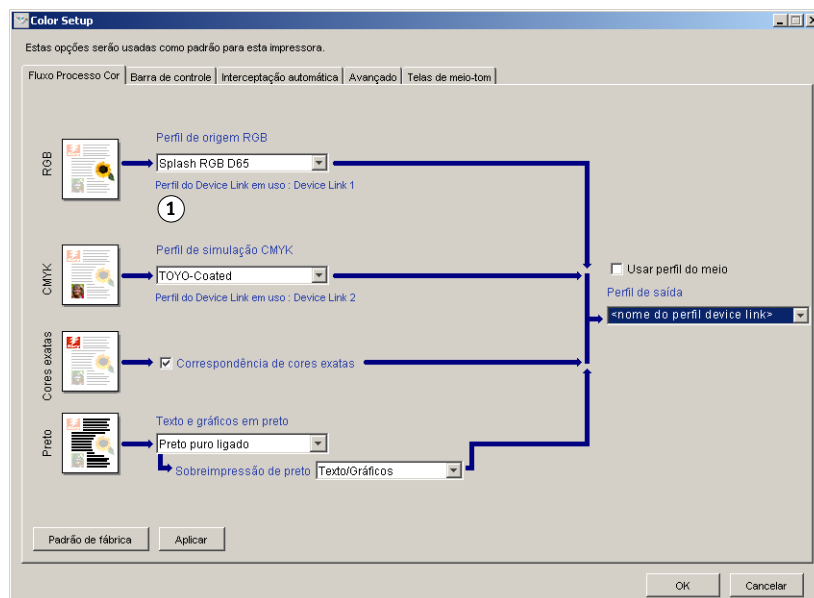 Color Setup
Estas opções serão usadas como padrão para esta impressora.
Fluxo Processo Cor
Barra de controle
Interceptação automática
Avançado
Telas de meio-tom
RGB
Perfil de origem RGB
Splash RGB D65
Perfil do Device Link em uso : Device Link 1
1
CMYK
Perfil de simulação CMYK
TOYO-Coated
Perfil do Device Link em uso : Device Link 2
Usar perfil do meio
Perfil de saída
<nome do perfil device link>
Cores exatas
Correspondência de cores exatas
Preto
Texto e gráficos em preto
Preto puro ligado
Sobreimpressão de preto
Texto/Gráficos
Padrão de fábrica
Aplicar
OK
Cancelar